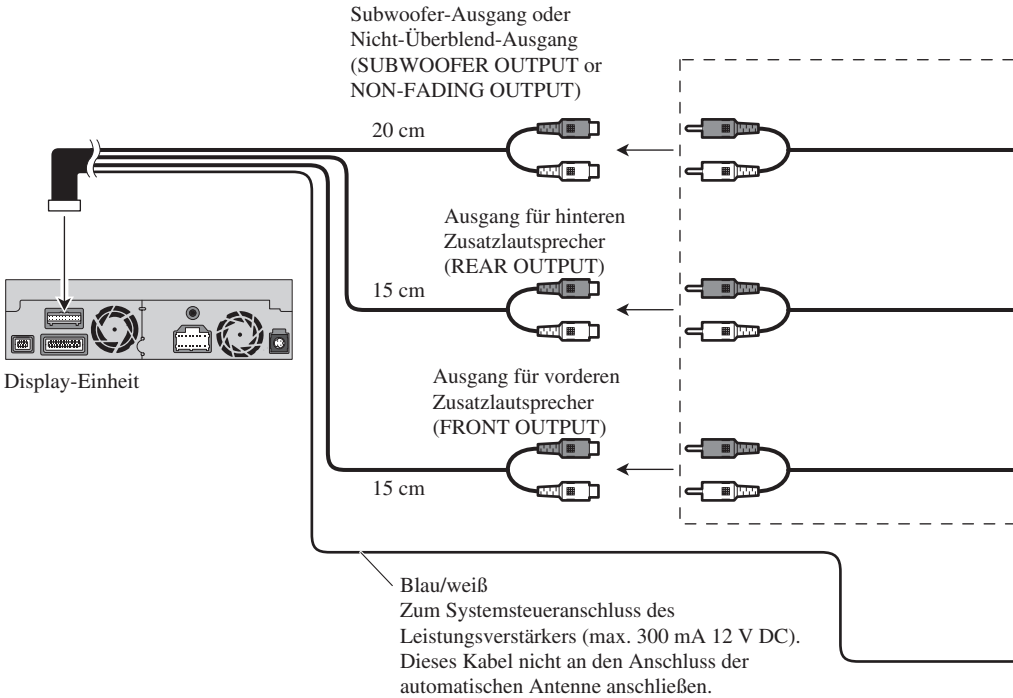 Subwoofer-Ausgang oder
Nicht-Überblend-Ausgang
(SUBWOOFER OUTPUT or
NON-FADING OUTPUT)
20 cm
Ausgang für hinteren
Zusatzlautsprecher
(REAR OUTPUT)
15 cm
Display-Einheit
Ausgang für vorderen
Zusatzlautsprecher
(FRONT OUTPUT)
15 cm
Blau/weiß
Zum Systemsteueranschluss des
Leistungsverstärkers (max. 300 mA 12 V DC).
Dieses Kabel nicht an den Anschluss der
automatischen Antenne anschließen.